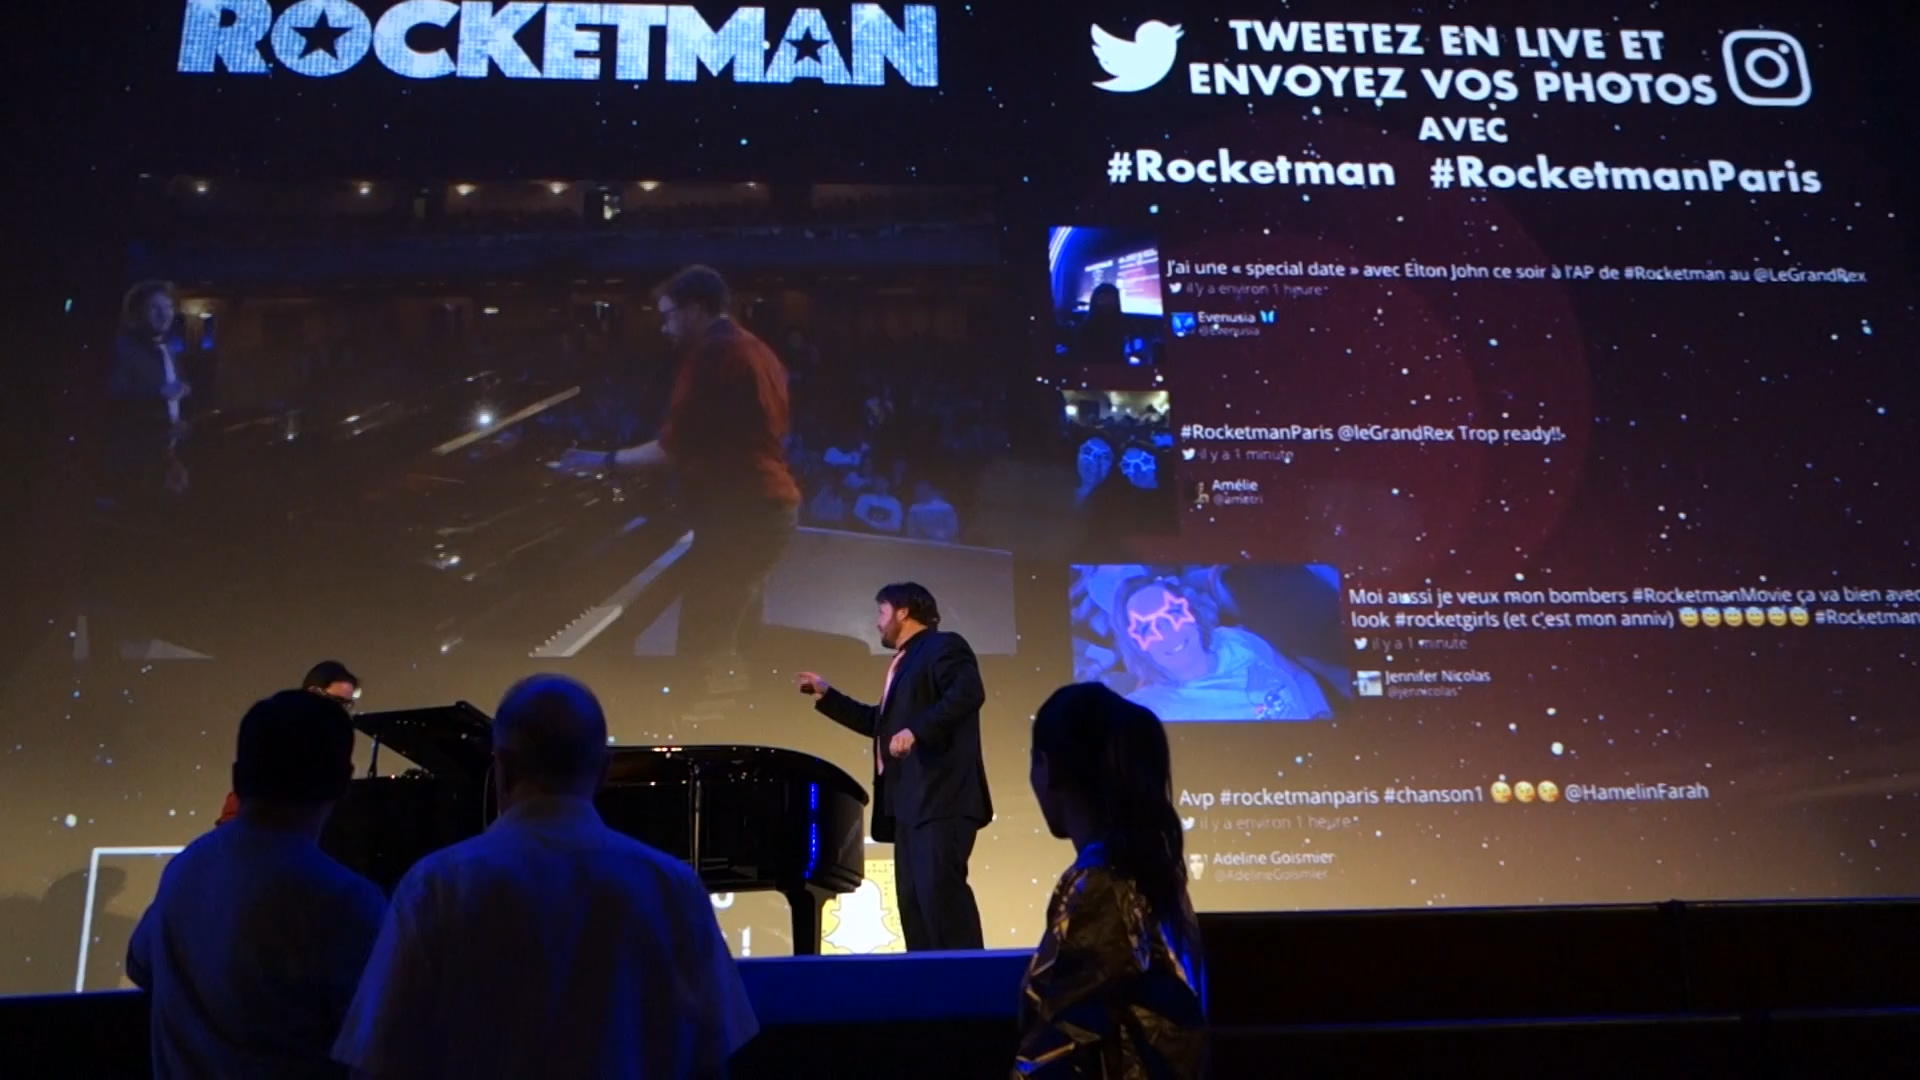 ROCKETMAN
TWEETEZ EN LIVE ET
ENVOYEZ VOS PHOTOS
AVEC
#Rocketman #RocketmanParis
J'ai une « special date » avec Elton John ce soir à l'AP de #Rocketman au @LeGrandRex
il y a environ 1 heure
Evenusia
@Evenusia
#RocketmanParis @leGrandRex Trop ready!!
il y a 1 minute
Amélie
Moi aussi je veux mon bombers #RocketmanMovie ça va bien avec
look #rocketgirls (et c'est mon anniv) 😇😇😇😇😇😇 #Rocketman
il y a 1 minute
Jennifer Nicolas
@jennicolas
Avp #rocketmanparis #chanson1 @HamelinFarah
il y a environ 1 heure
Adeline Goismier
@AdelineGoismier